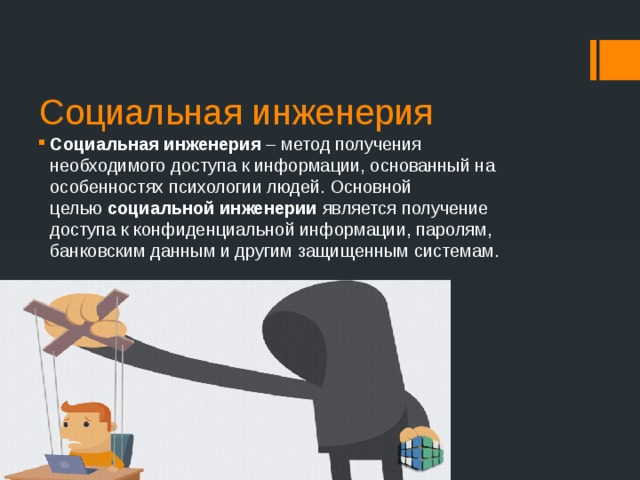 Социальная инженерия
Социальная инженерия – метод получения
необходимого доступа к информации, основанный на
особенностях психологии людей. Основной
целью социальной инженерии является получение
доступа к конфиденциальной информации, паролям,
банковским данным и другим защищенным системам.